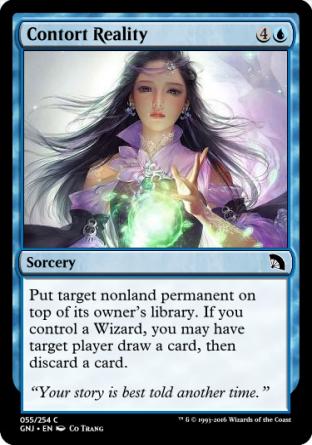 Contort Reality 4
Sorcery
Put target nonland permanent on
top of its owner's library. If you
control a Wizard, you may have
target player draw a card, then
discard a card.
“Your story is best told another time.”
055/254 C
GNJ • EN Co Trang
™ & © 1993-2016 Wizards of the Coast